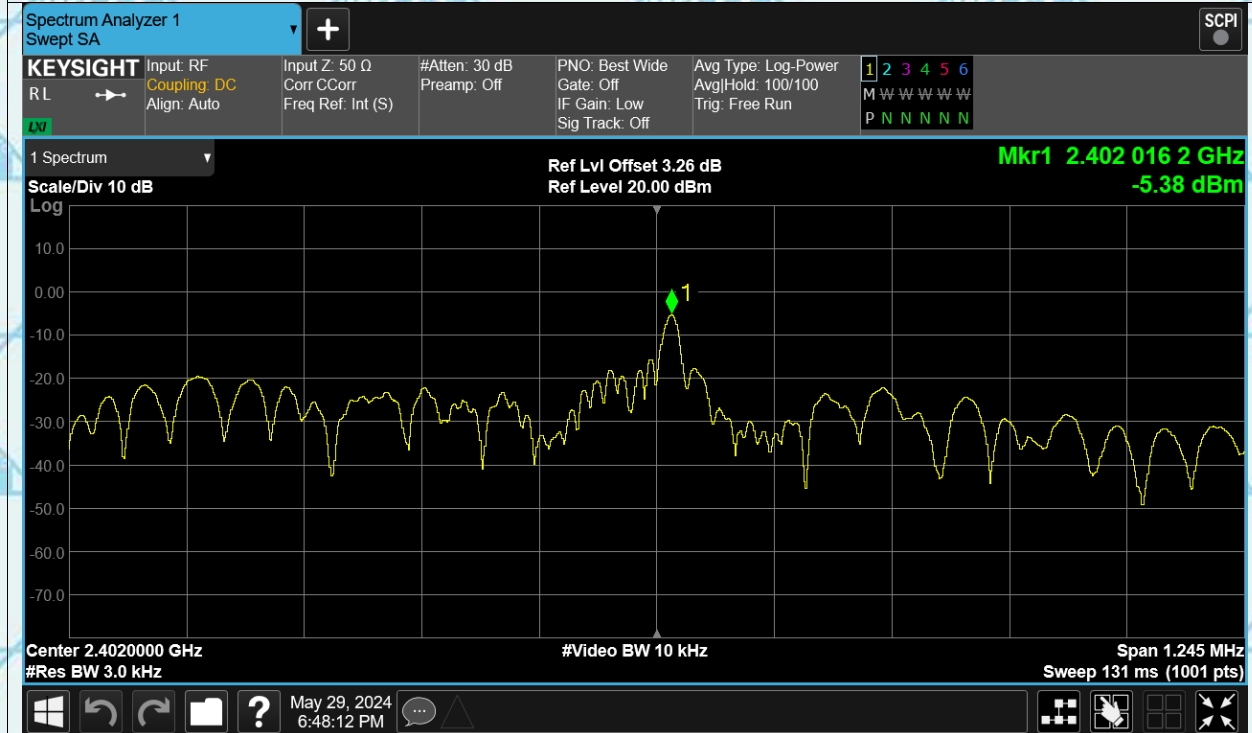 Spectrum Analyzer 1
Swept SA
SCPI
KEYSIGHT
R L
LXI
Input: RF
Coupling: DC
Align: Auto
Input Z: 50 Ω
Corr CCorr
Freq Ref: Int (S)
#Atten: 30 dB
Preamp: Off
PNO: Best Wide
Gate: Off
IF Gain: Low
Sig Track: Off
Avg Type: Log-Power
Avg|Hold: 100/100
Trig: Free Run
1 2 3 4 5 6
M W W W W W
P N N N N N
1 Spectrum
Scale/Div 10 dB
Log
Ref Lvl Offset 3.26 dB
Ref Level 20.00 dBm
Mkr1 2.402 016 2 GHz
-5.38 dBm
10.0
0.00
-10.0
-20.0
-30.0
-40.0
-50.0
-60.0
-70.0
1
Center 2.4020000 GHz
#Res BW 3.0 kHz
#Video BW 10 kHz
Span 1.245 MHz
Sweep 131 ms (1001 pts)
?
May 29, 2024
6:48:12 PM